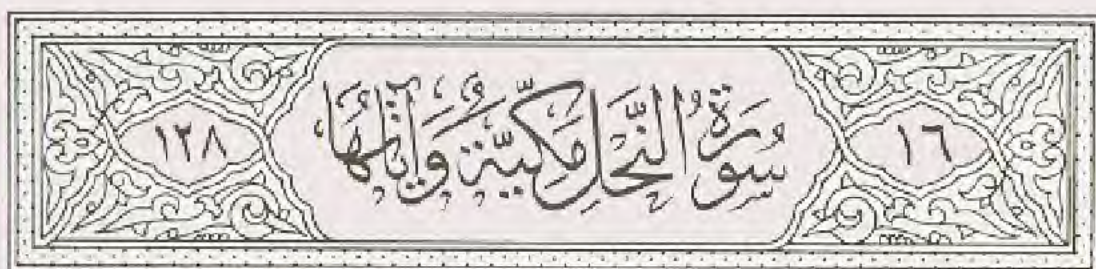 ١٦ سُورَةُ النَّحْلِ مَكِّيَّةٌ وَآيَاتُهَا ١٢٨